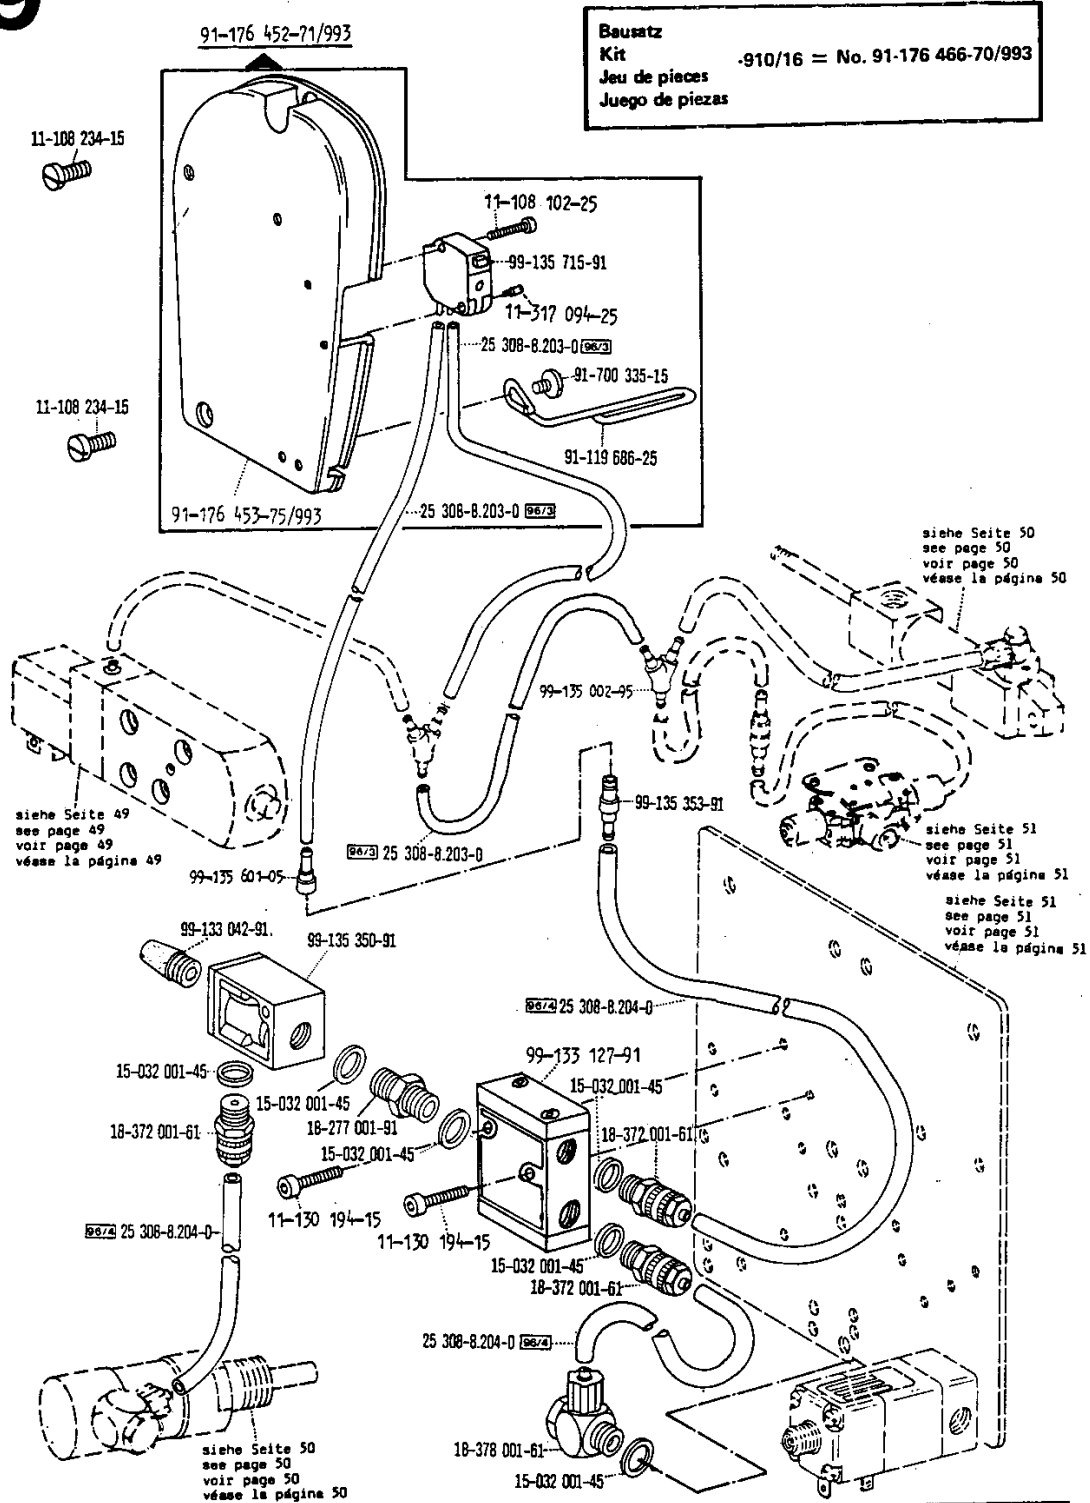 9
91-176 452-71/993
Bausatz
Kit
Jeu de pieces
Juego de piezas
-910/16 = No. 91-176 466-70/993
11-108 234-15
11-108 102-25
99-135 715-91
11-317 094-25
25 308-8.203-0 96/3
91-700 335-15
11-108 234-15
91-119 686-25
91-176 453-75/993
25 308-8.203-0 96/3
siehe Seite 50
see page 50
voir page 50
véase la página 50
99-135 002-95
siehe Seite 49
see page 49
voir page 49
véase la página 49
99-135 353-91
96/3 25 308-8.203-0
siehe Seite 51
see page 51
voir page 51
véase la página 51
99-135 601-05
siehe Seite 51
see page 51
voir page 51
véase la página 51
99-133 042-91
99-135 350-91
96/4 25 308-8.204-0
99-133 127-91
15-032 001-45
15-032 001-45
15-032 001-45
18-277 001-91
18-372 001-61
18-372 001-61
15-032 001-45
11-130 194-15
11-130 194-15
96/4 25 308-8.204-0
15-032 001-45
18-372 001-61
25 308-8.204-0 96/4
18-378 001-61
15-032 001-45
siehe Seite 50
see page 50
voir page 50
véase la página 50